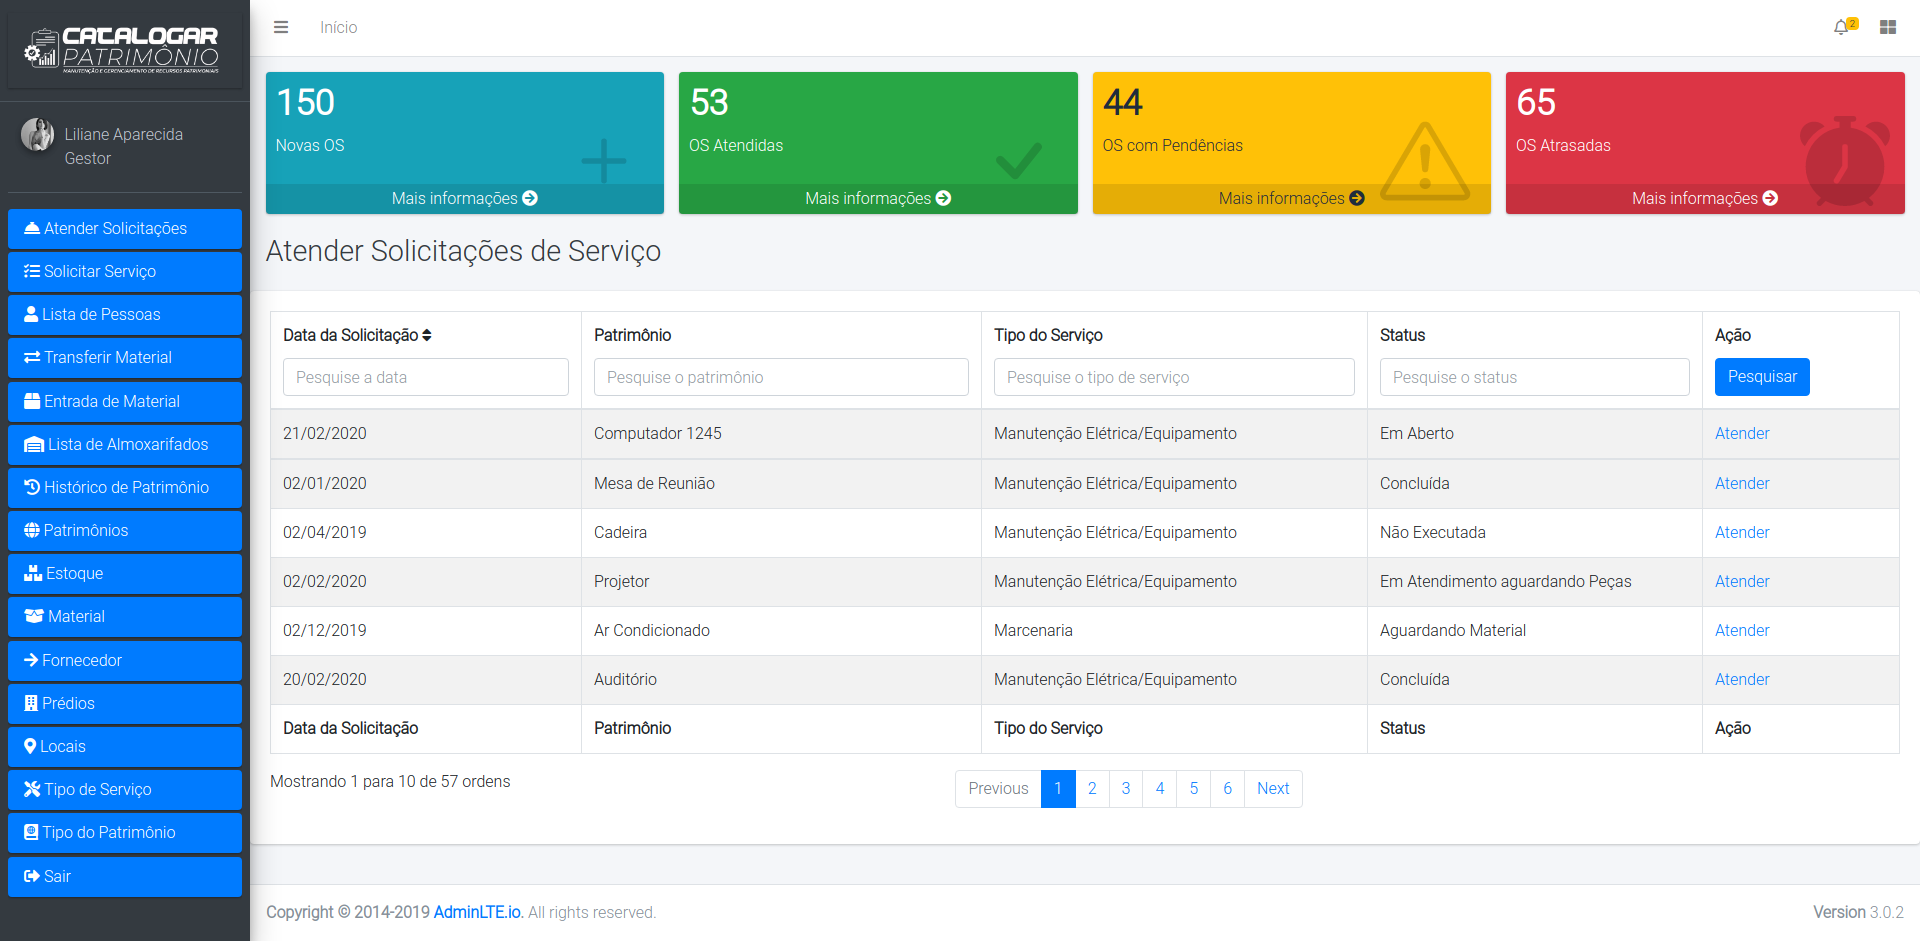 CATALOGAR
PATRIMÔNIO
MANUTENÇÃO E GERENCIAMENTO DE RECURSOS PATRIMONIAIS
Liliane Aparecida
Gestor
Atender Solicitações
Solicitar Serviço
Lista de Pessoas
Transferir Material
Entrada de Material
Lista de Almoxarifados
Histórico de Patrimônio
Patrimônios
Estoque
Material
Fornecedor
Prédios
Locais
Tipo de Serviço
Tipo do Patrimônio
Sair
Início
2
150
Novas OS
Mais informações
53
OS Atendidas
Mais informações
44
OS com Pendências
Mais informações
65
OS Atrasadas
Mais informações
Atender Solicitações de Serviço
Data da Solicitação Patrimônio Tipo do Serviço Status Ação
Pesquise a data Pesquise o patrimônio Pesquise o tipo de serviço Pesquise o status Pesquisar
21/02/2020 Computador 1245 Manutenção Elétrica/Equipamento Em Aberto Atender
02/01/2020 Mesa de Reunião Manutenção Elétrica/Equipamento Concluída Atender
02/04/2019 Cadeira Manutenção Elétrica/Equipamento Não Executada Atender
02/02/2020 Projetor Manutenção Elétrica/Equipamento Em Atendimento aguardando Peças Atender
02/12/2019 Ar Condicionado Marcenaria Aguardando Material Atender
20/02/2020 Auditório Manutenção Elétrica/Equipamento Concluída Atender
Data da Solicitação Patrimônio Tipo do Serviço Status Ação
Mostrando 1 para 10 de 57 ordens
Previous 1 2 3 4 5 6 Next
Copyright © 2014-2019 AdminLTE.io. All rights reserved.
Version 3.0.2